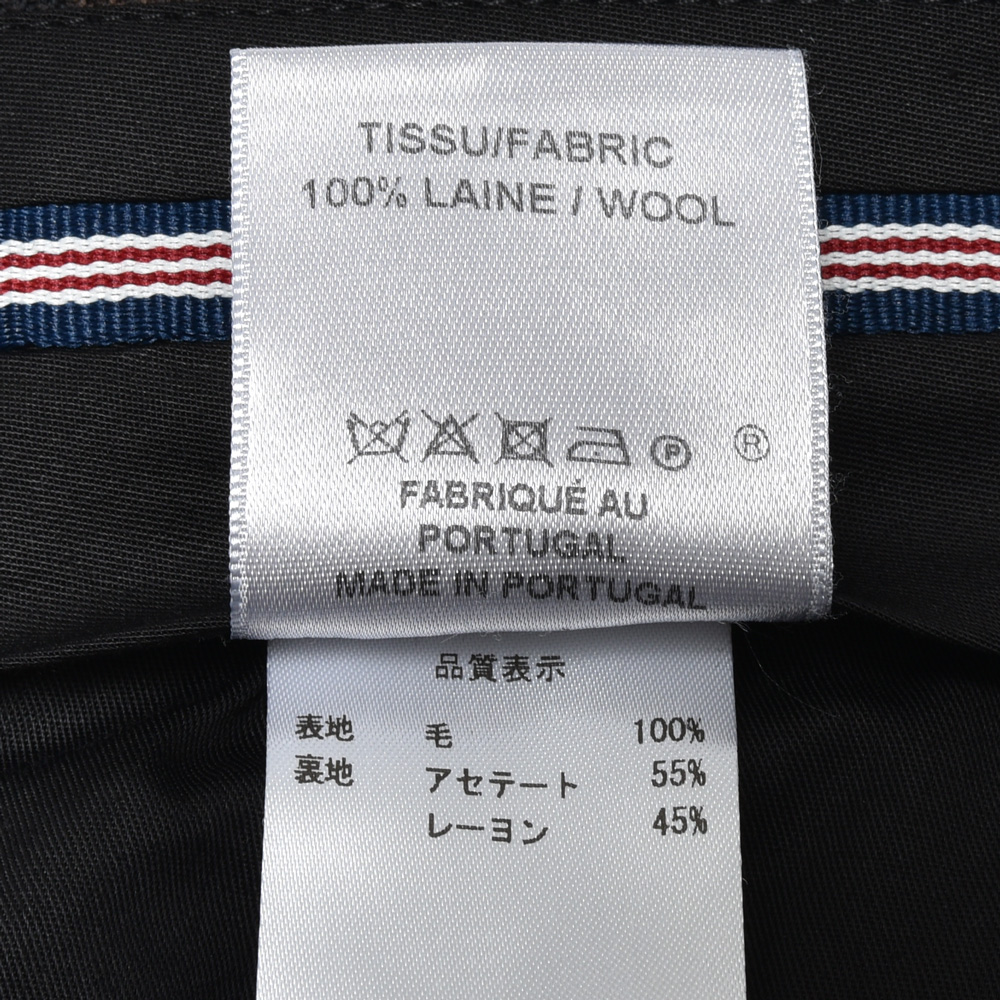 TISSU/FABRIC
100% LAINE / WOOL
P ®
FABRIQUÉ AU
PORTUGAL
MADE IN PORTUGAL
品質表示
表地 毛 100%
裏地 アセテート 55%
レーヨン 45%